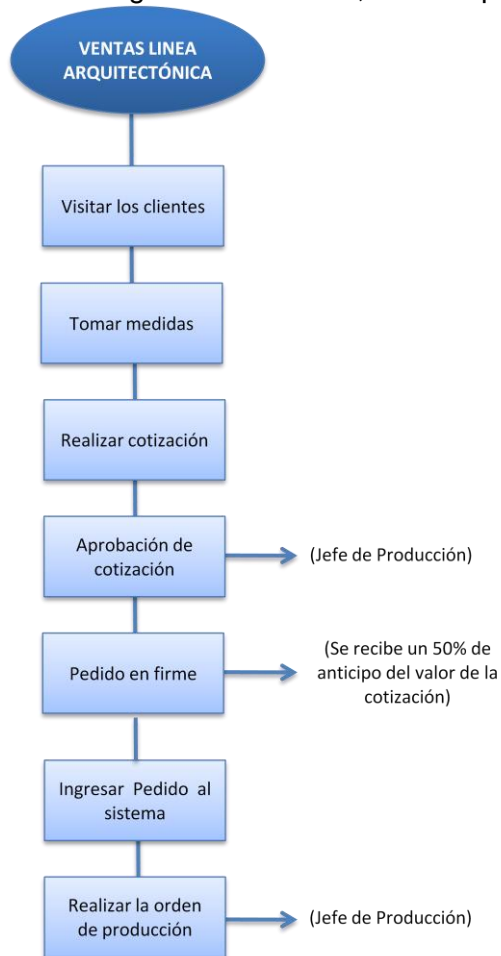 VENTAS LINEA
ARQUITECTÓNICA
Visitar los clientes
Tomar medidas
Realizar cotización
Aprobación de
cotización
(Jefe de Producción)
Pedido en firme
(Se recibe un 50% de
anticipo del valor de la
cotización)
Ingresar Pedido al
sistema
Realizar la orden
de producción
(Jefe de Producción)